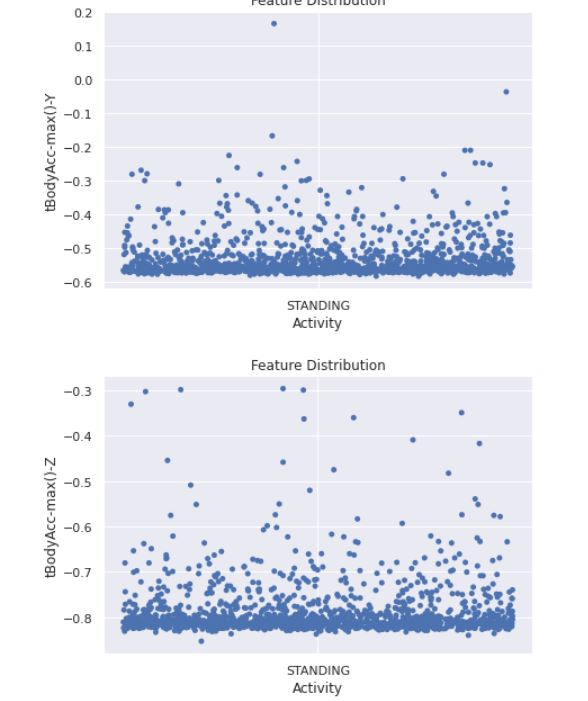 Feature Distribution
0.2
0.1
0.0
−0.1
−0.2
−0.3
−0.4
−0.5
−0.6
tBodyAcc-max()-Y
STANDING
Activity
Feature Distribution
−0.3
−0.4
−0.5
−0.6
−0.7
−0.8
tBodyAcc-max()-Z
STANDING
Activity